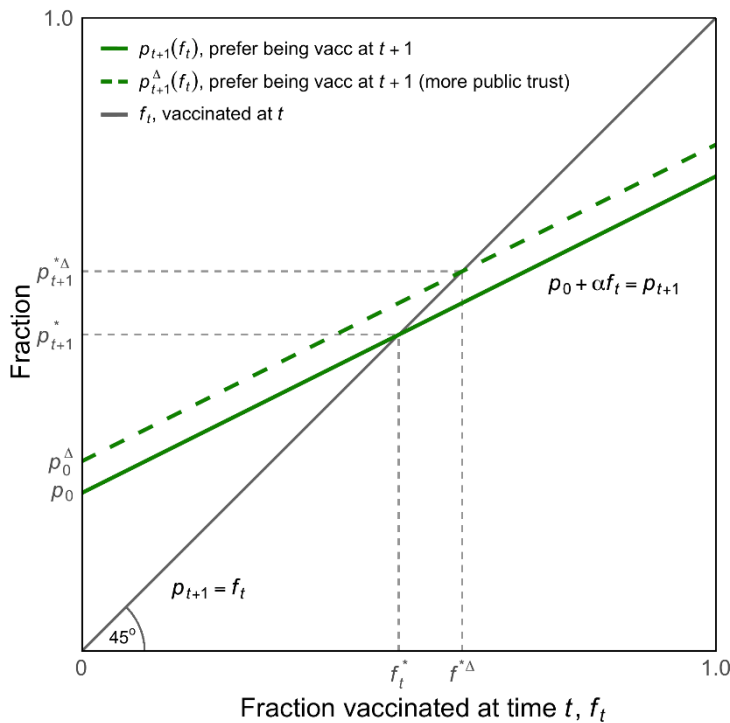 1.0
p_{t+1}(f_t), prefer being vacc at t + 1
p^Δ_{t+1}(f_t), prefer being vacc at t + 1 (more public trust)
f_t, vaccinated at t
Fraction
p^{*Δ}_{t+1}
p^*_{t+1}
p_0 + αf_t = p_{t+1}
p^Δ_0
p_0
p_{t+1} = f_t
45°
0
f^*_t
f^{*Δ}
1.0
Fraction vaccinated at time t, f_t